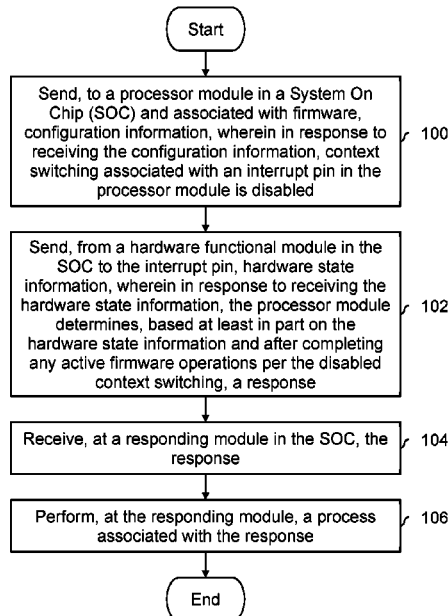 Start
Send, to a processor module in a System On
Chip (SOC) and associated with firmware,
configuration information, wherein in response to
receiving the configuration information, context
switching associated with an interrupt pin in the
processor module is disabled
100
Send, from a hardware functional module in the
SOC to the interrupt pin, hardware state
information, wherein in response to receiving the
hardware state information, the processor module
determines, based at least in part on the
hardware state information and after completing
any active firmware operations per the disabled
context switching, a response
102
Receive, at a responding module in the SOC, the
response
104
Perform, at the responding module, a process
associated with the response
106
End